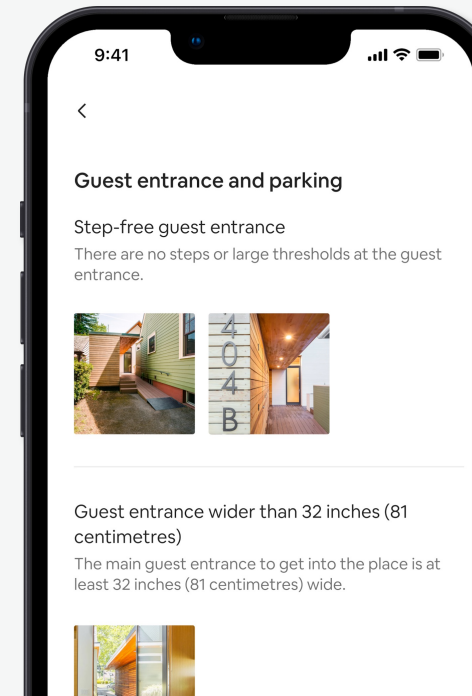 9:41
Guest entrance and parking
Step-free guest entrance
There are no steps or large thresholds at the guest
entrance.
404 B
Guest entrance wider than 32 inches (81
centimetres)
The main guest entrance to get into the place is at
least 32 inches (81 centimetres) wide.